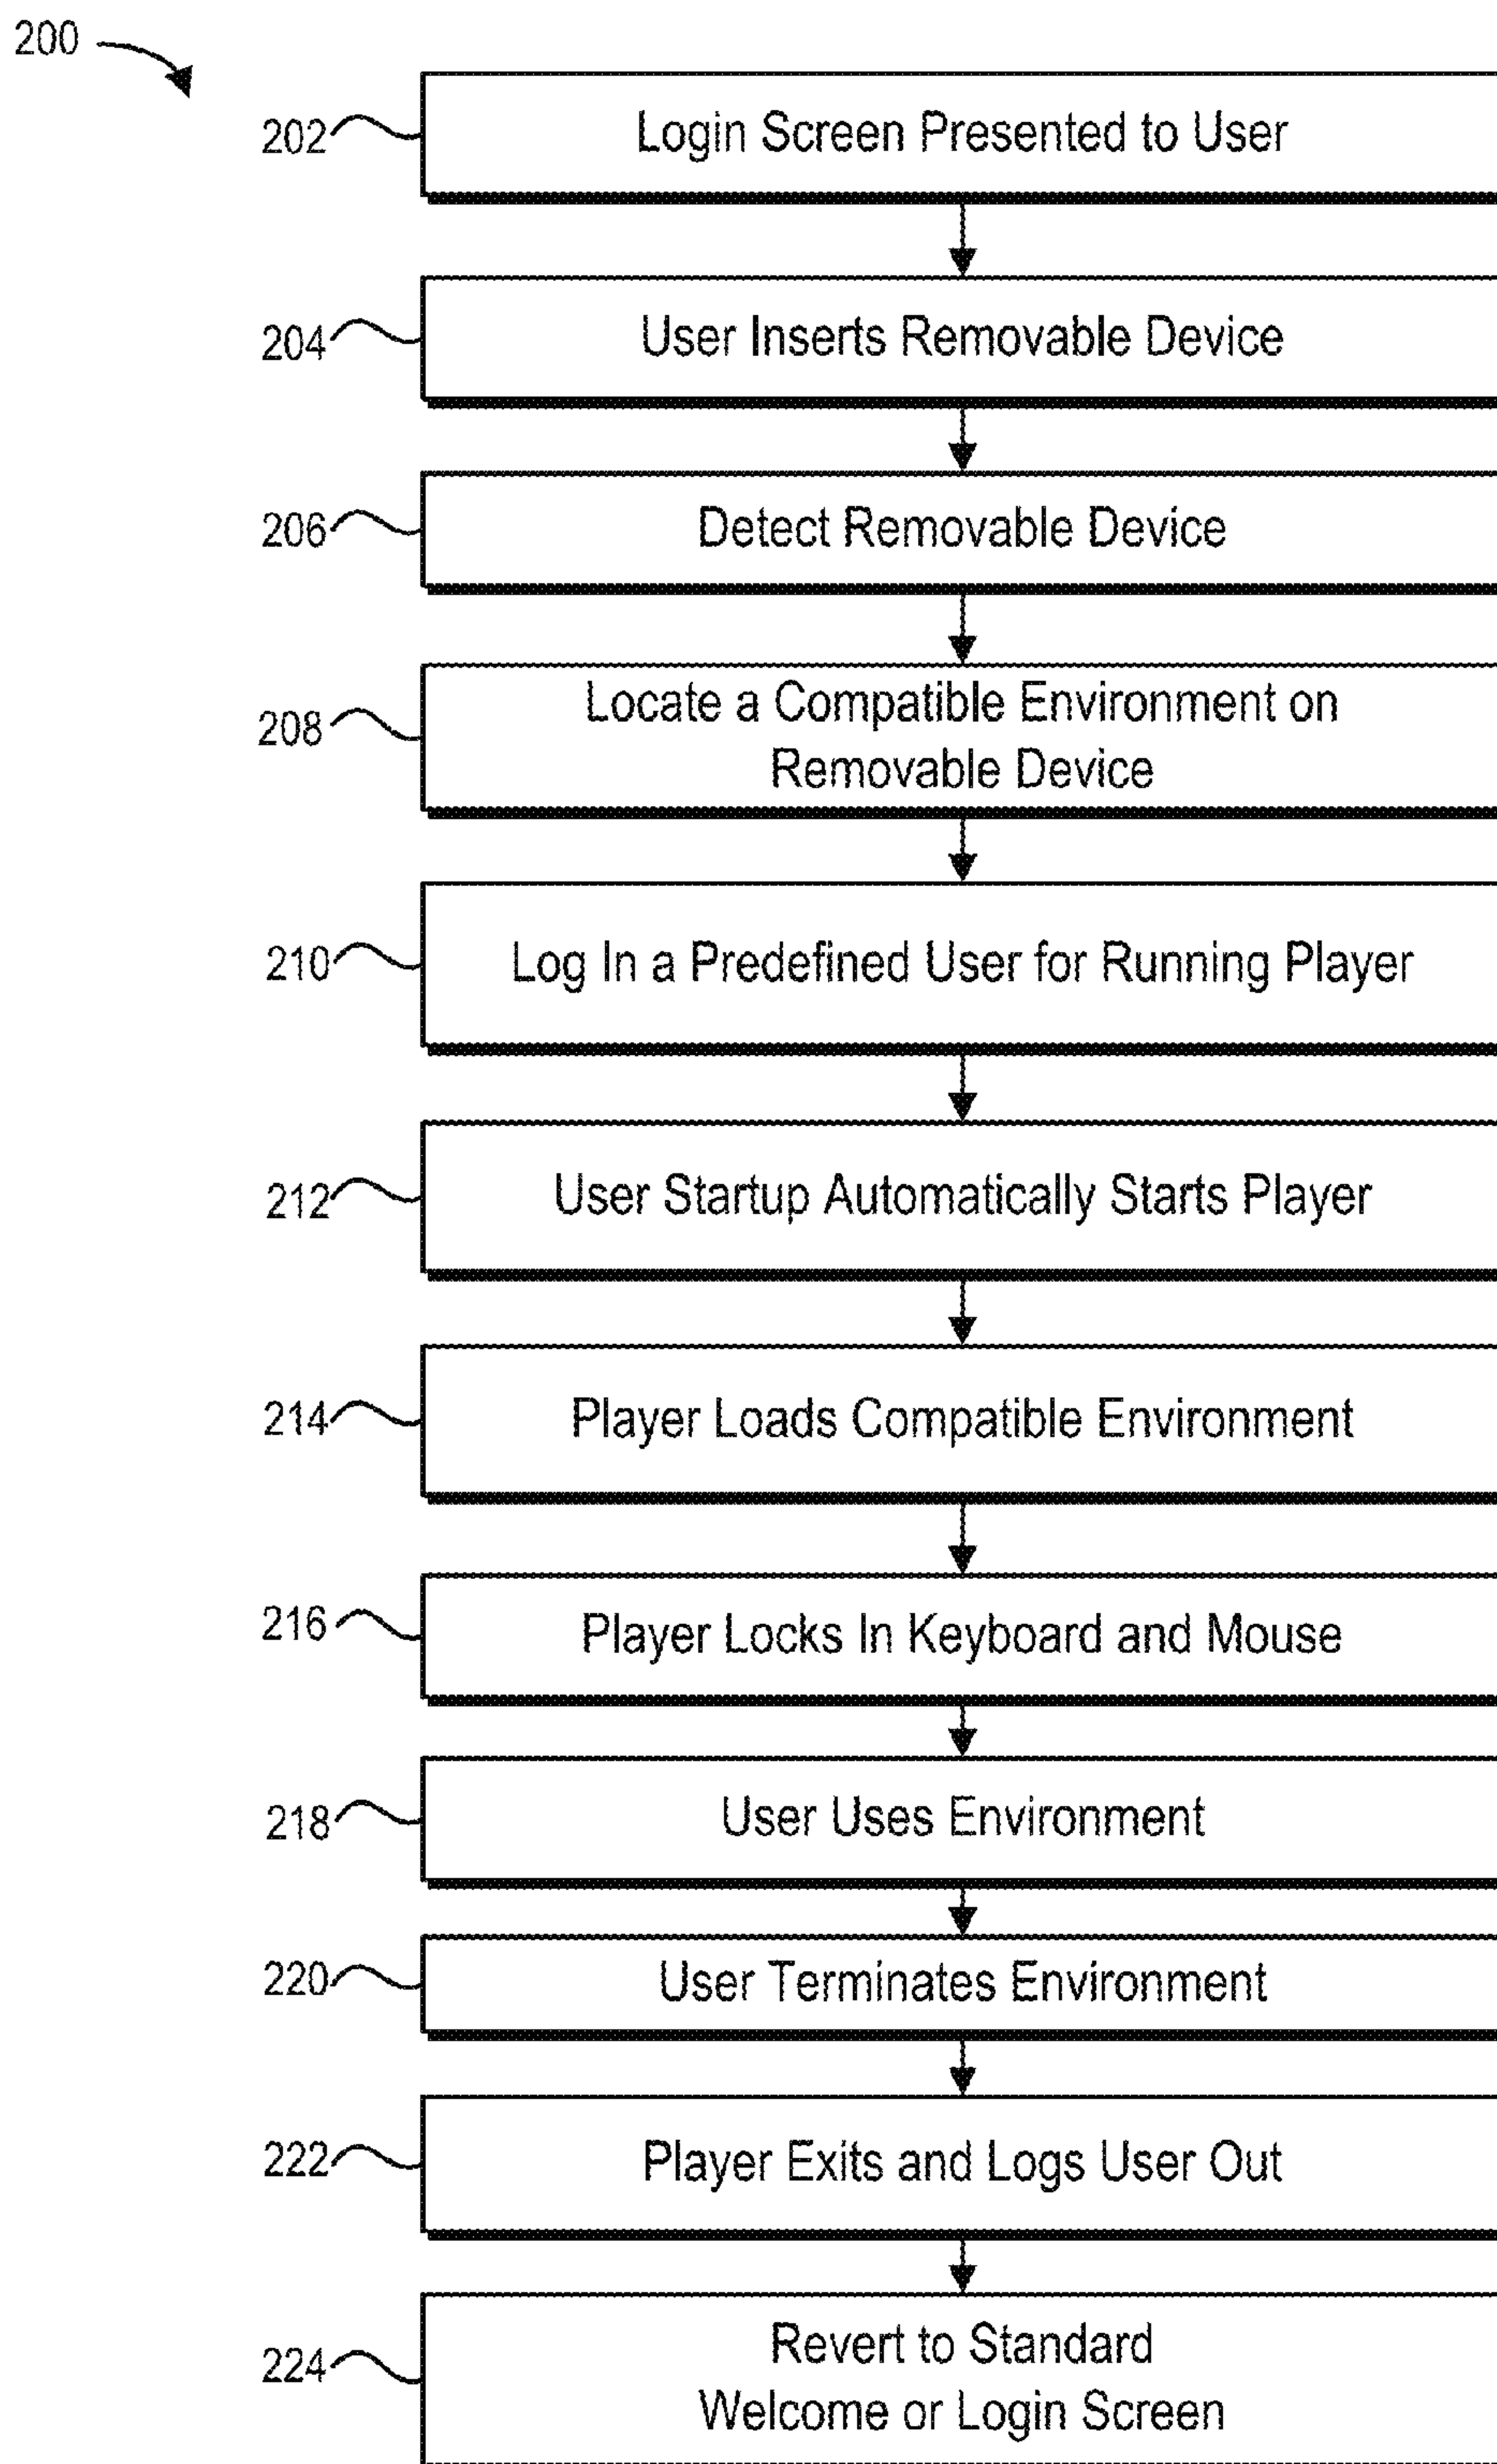 200
202
Login Screen Presented to User
204
User Inserts Removable Device
206
Detect Removable Device
208
Locate a Compatible Environment on
Removable Device
210
Log In a Predefined User for Running Player
212
User Startup Automatically Starts Player
214
Player Loads Compatible Environment
216
Player Locks In Keyboard and Mouse
218
User Uses Environment
220
User Terminates Environment
222
Player Exits and Logs User Out
224
Revert to Standard
Welcome or Login Screen